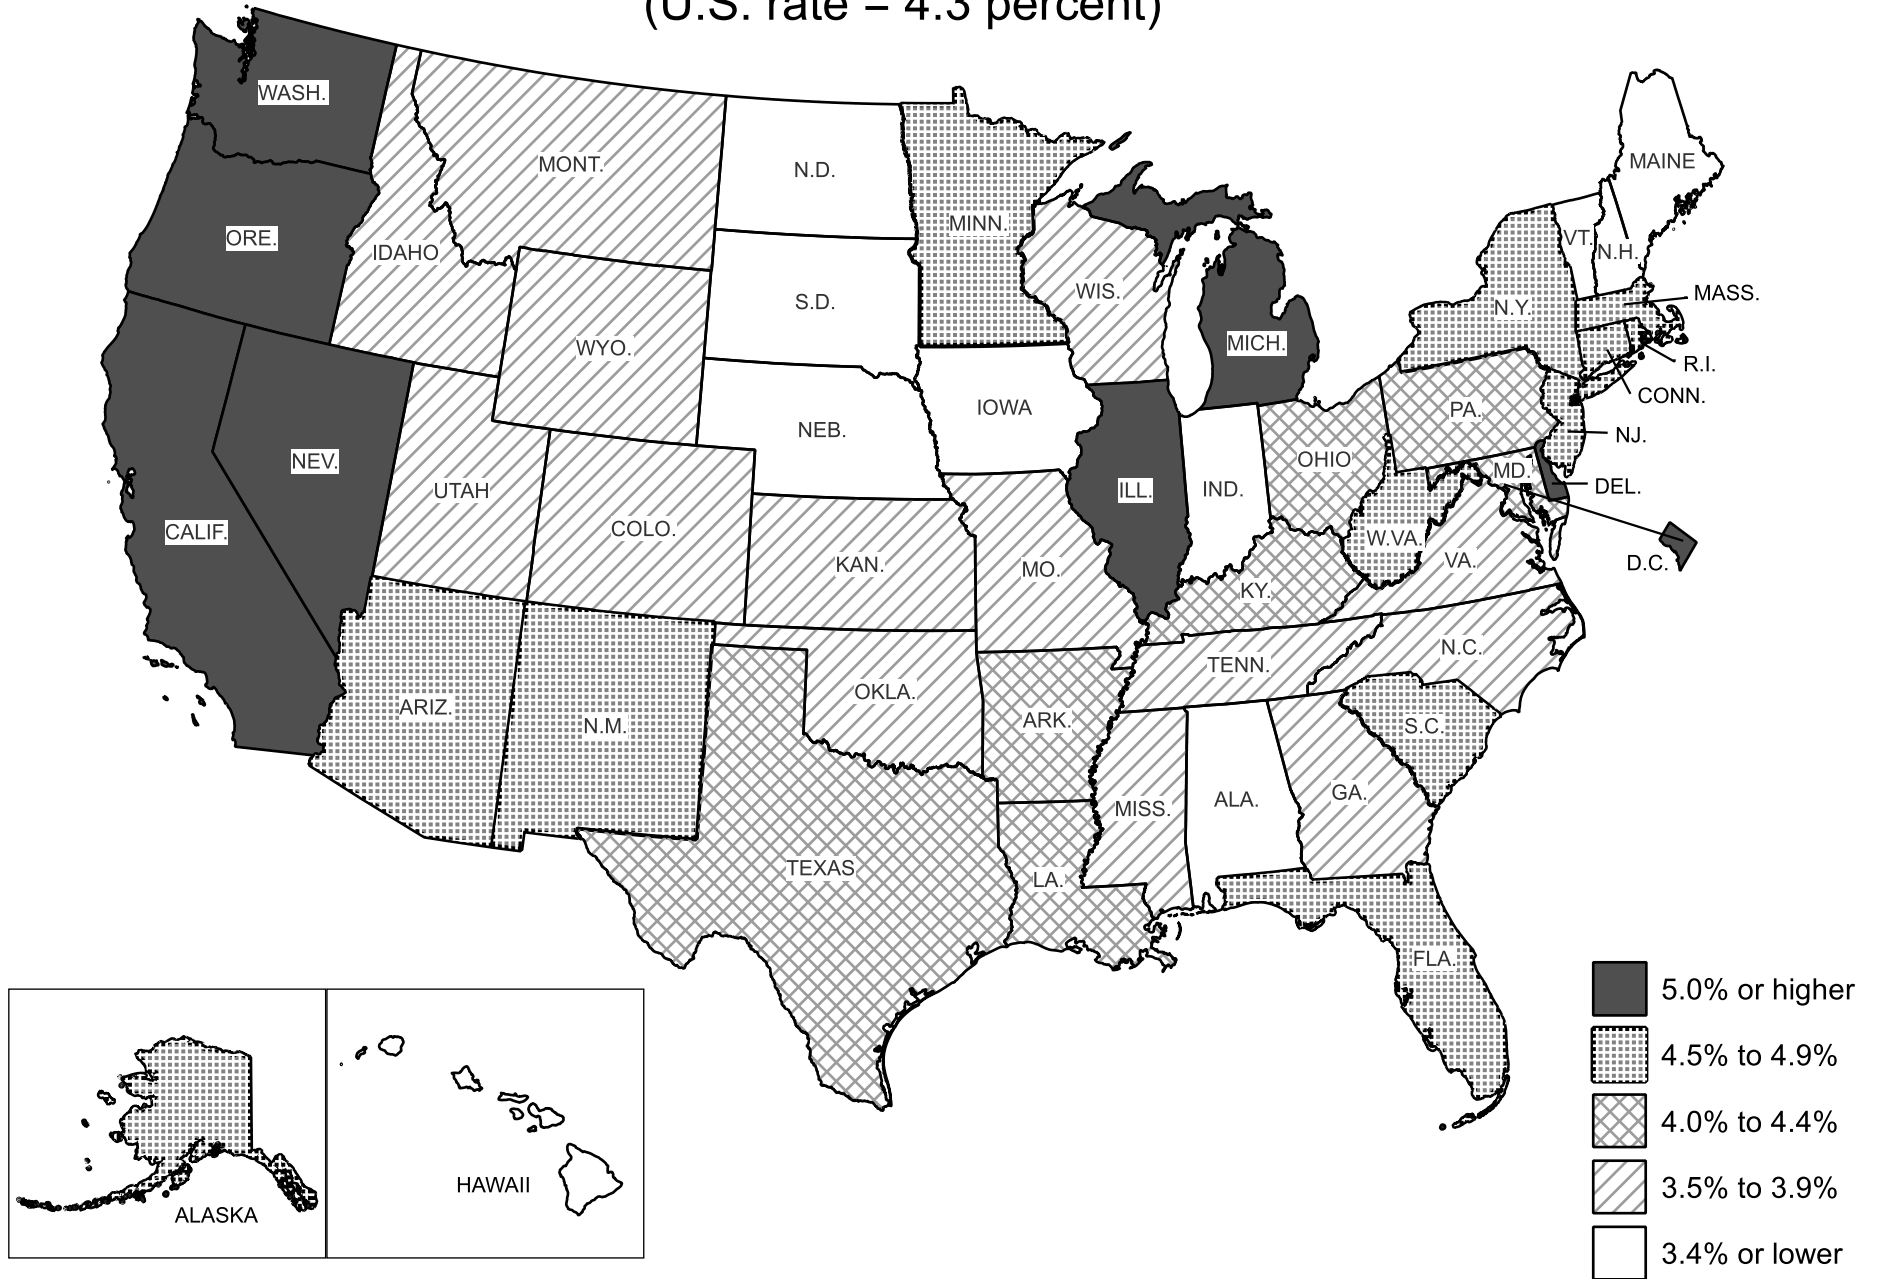 (U.S. rate = 4.3 percent)
WASH.
MONT.
N.D.
MINN.
MAINE
ORE.
IDAHO
VT.
N.H.
WIS.
MASS.
S.D.
N.Y.
WYO.
MICH.
R.I.
CONN.
IOWA
PA.
NEB.
NJ.
NEV.
OHIO
MD.
UTAH
ILL.
IND.
DEL.
CALIF.
COLO.
W.VA.
KAN.
MO.
VA.
D.C.
KY.
N.C.
TENN.
OKLA.
ARIZ.
N.M.
ARK.
S.C.
GA.
ALA.
MISS.
TEXAS
LA.
FLA.
ALASKA
HAWAII
5.0% or higher
4.5% to 4.9%
4.0% to 4.4%
3.5% to 3.9%
3.4% or lower